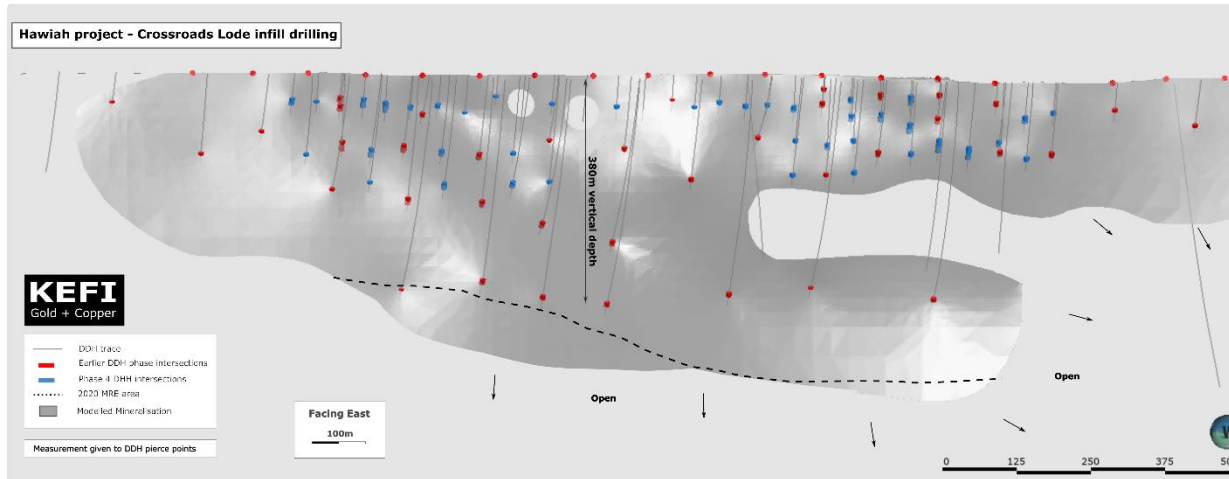 Hawiah project - Crossroads Lode infill drilling
380m vertical depth
KEFI
Gold + Copper
DDH trace
Earlier DDH phase intersections
Phase 4 DHH intersections
2020 MRE area
Modelled Mineralisation
Measurement given to DDH pierce points
Facing East
100m
Open
Open
0 125 250 375 50